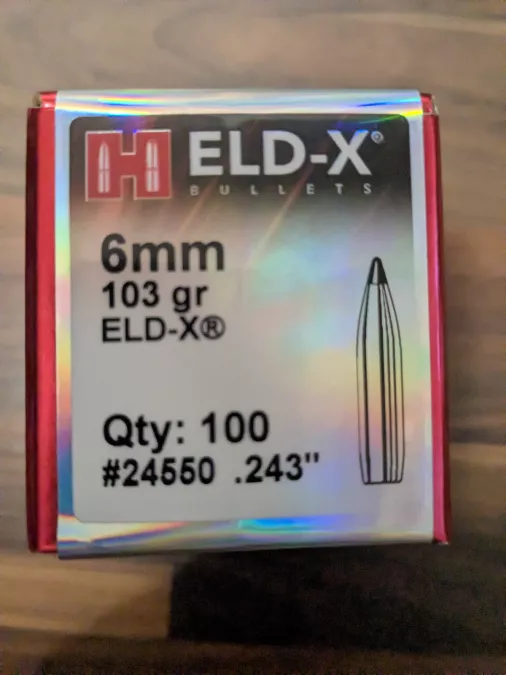 H ELD-X®
BULLETS
6mm
103 gr
ELD-X®
Qty: 100
#24550 .243"